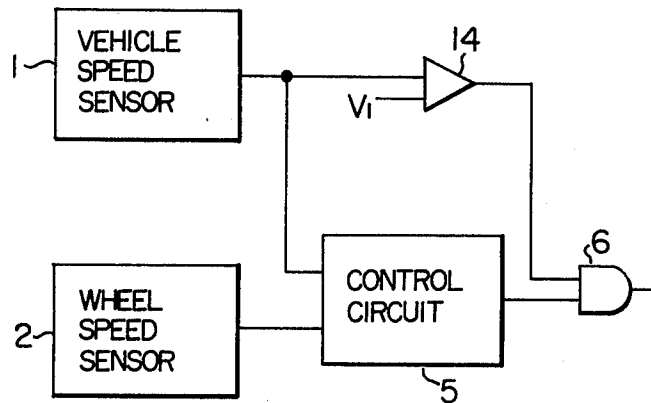 1
VEHICLE
SPEED
SENSOR
14
V1
6
2
WHEEL
SPEED
SENSOR
CONTROL
CIRCUIT
5